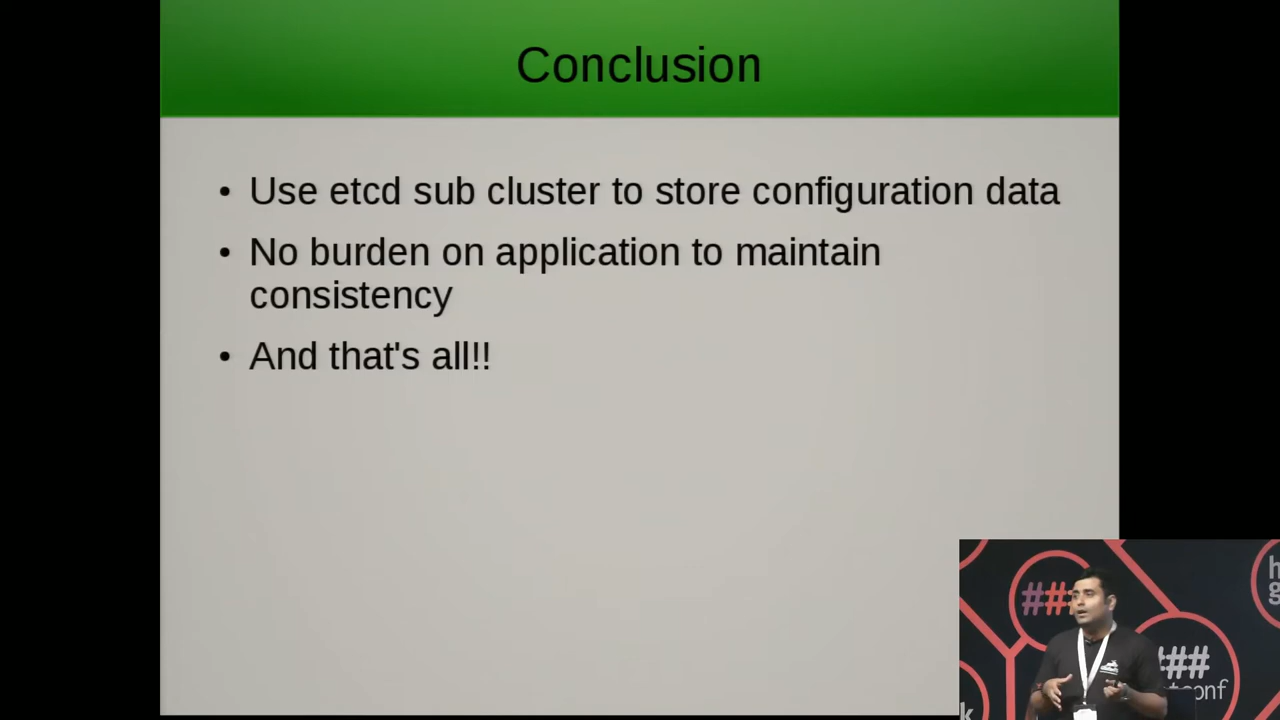 Conclusion
• Use etcd sub cluster to store configuration data
• No burden on application to maintain
consistency
• And that's all!!
###
###